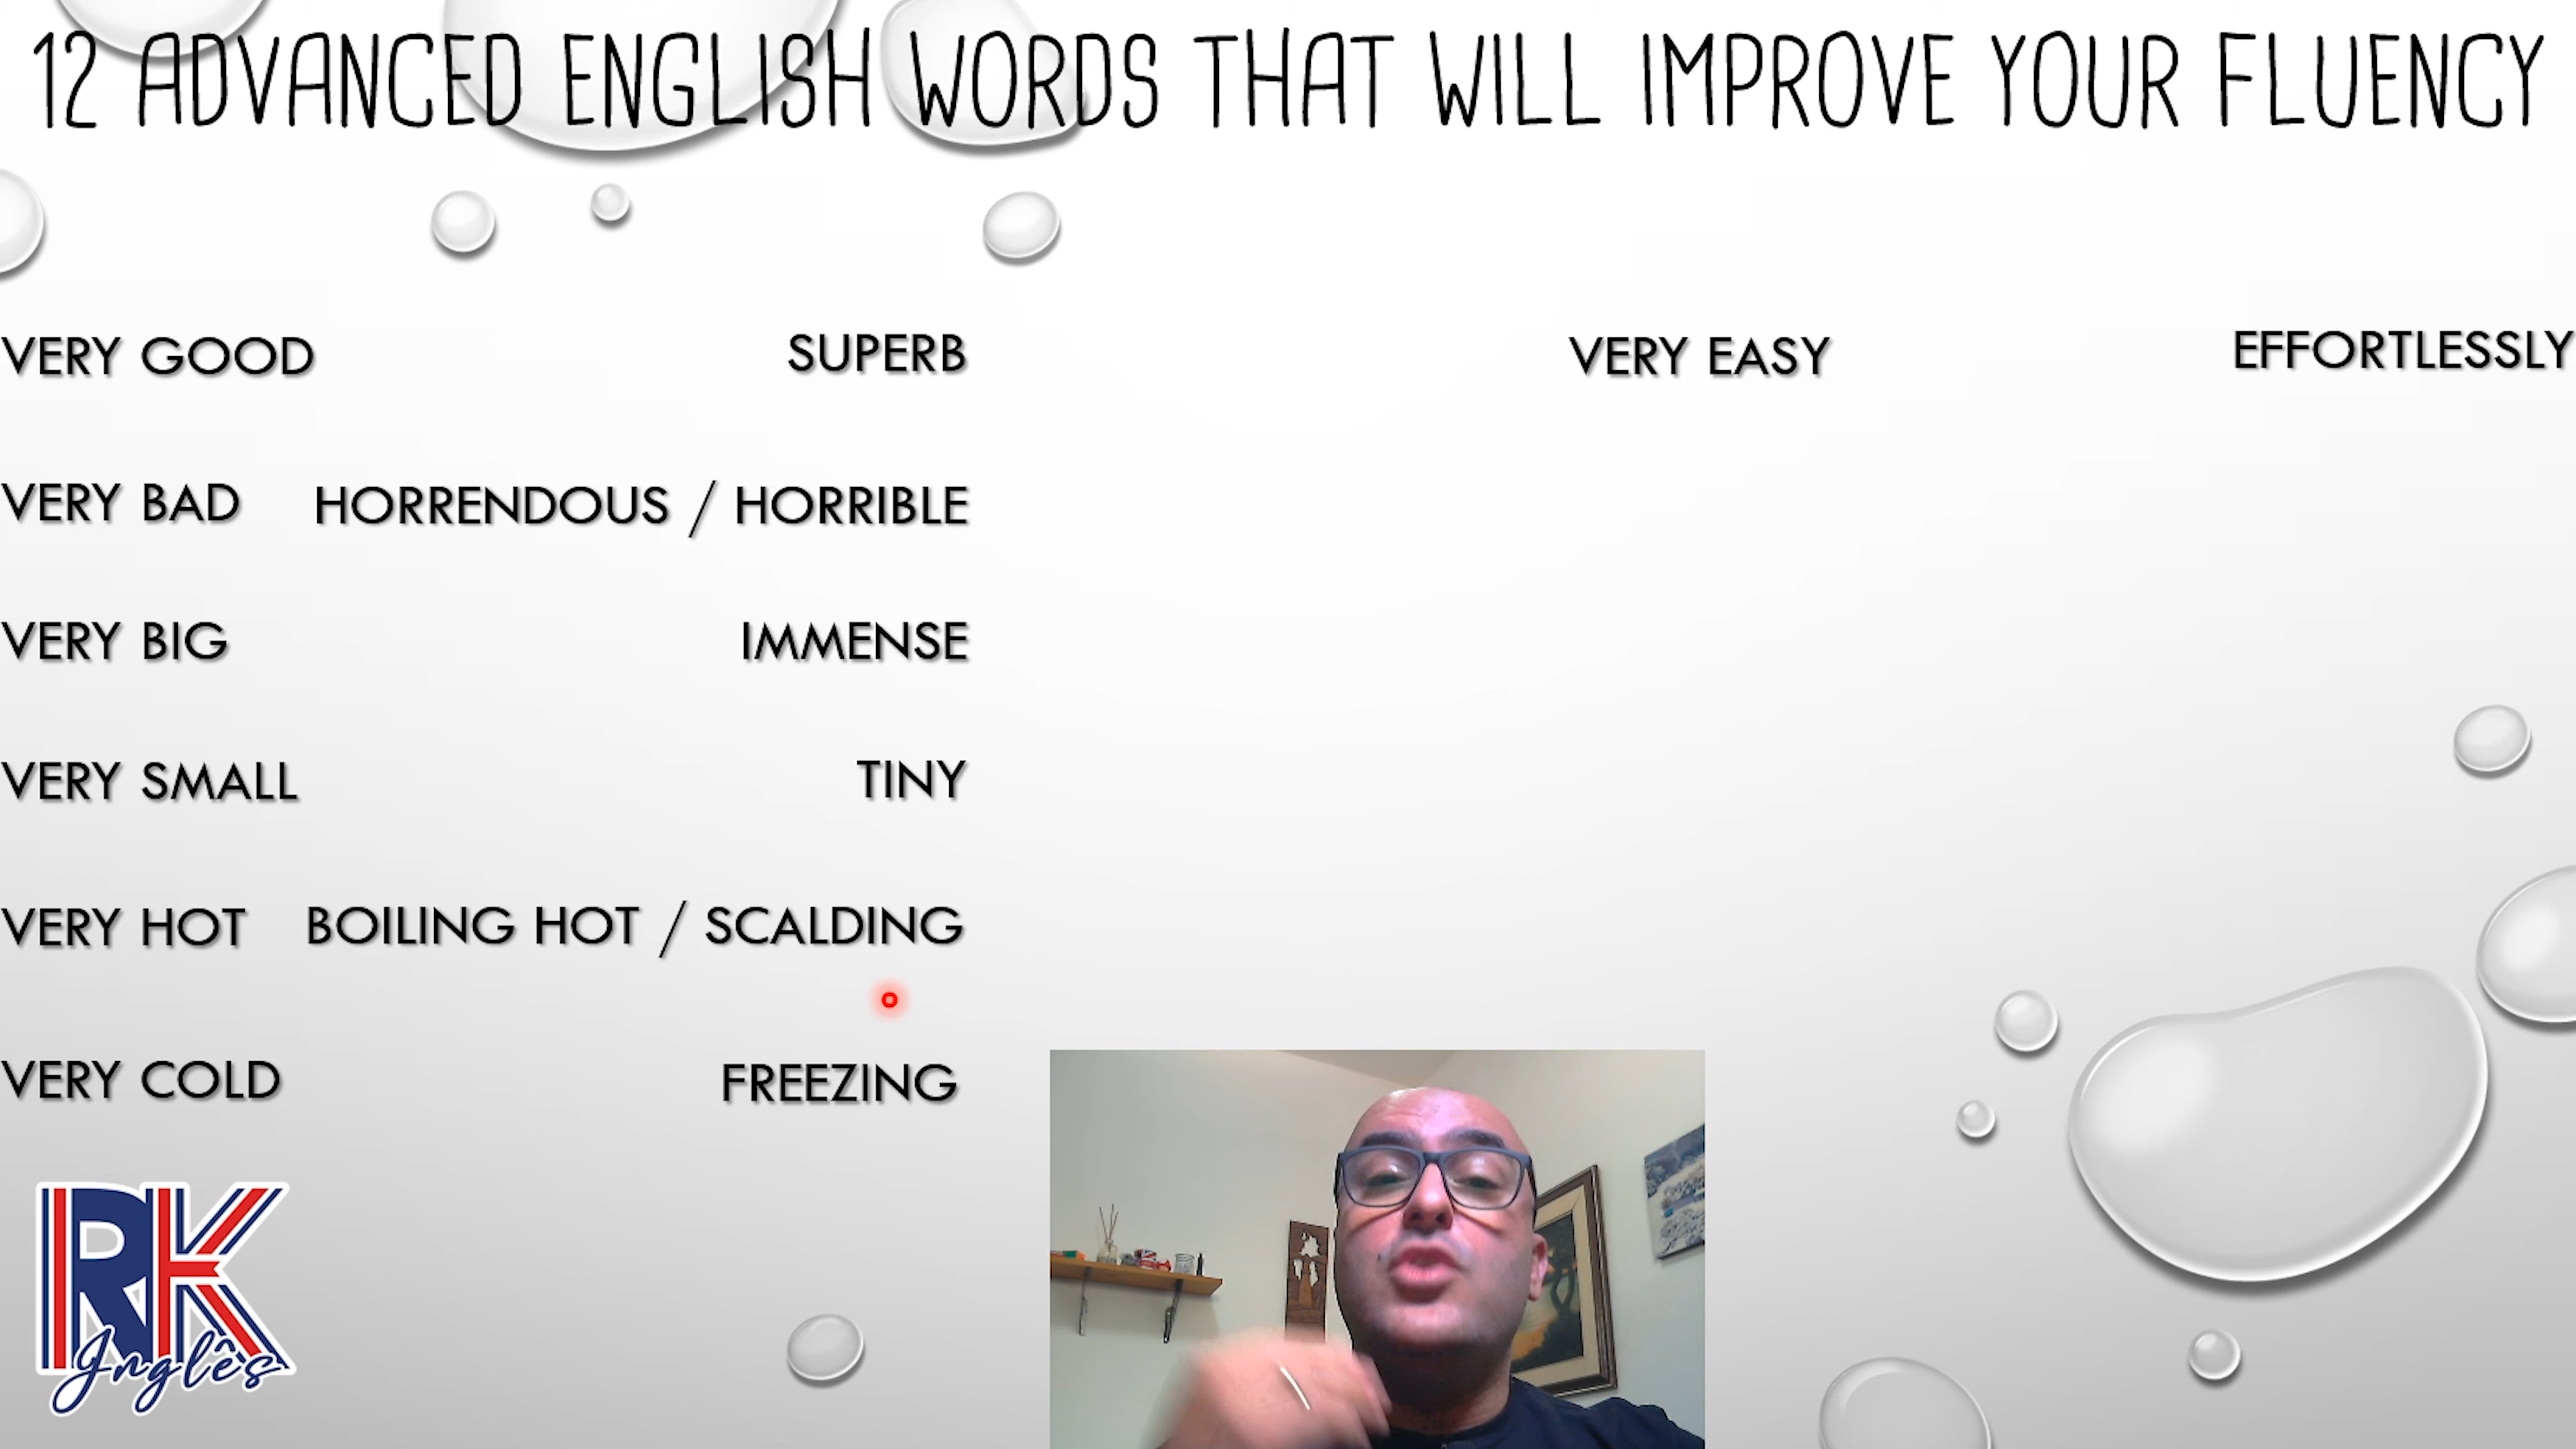 12 ADVANCED ENGLISH WORDS THAT WILL IMPROVE YOUR FLUENCY
VERY GOOD SUPERB
VERY BAD HORRENDOUS / HORRIBLE
VERY BIG IMMENSE
VERY SMALL TINY
VERY HOT BOILING HOT / SCALDING
VERY COLD FREEZING
VERY EASY EFFORTLESSLY
RK
Inglês